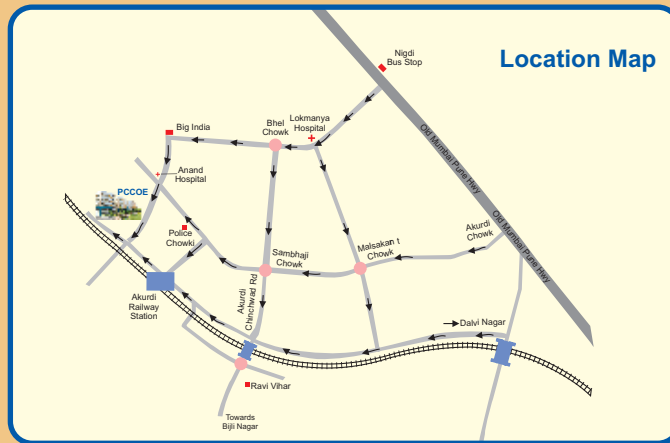 Location Map
Nigdi
Bus Stop
Old Mumbai Pune Hwy
Big India
Bhel
Chowk
Lokmanya
Hospital
Anand
Hospital
PCCOE
Police
Chowki
Sambhaji
Chowk
Malsakan t
Chowk
Akurdi
Chowk
Old Mumbai Pune Hwy
Akurdi
Railway
Station
Akurdi
Chinchwad Rd
Dalvi Nagar
Ravi Vihar
Towards
Bijli Nagar